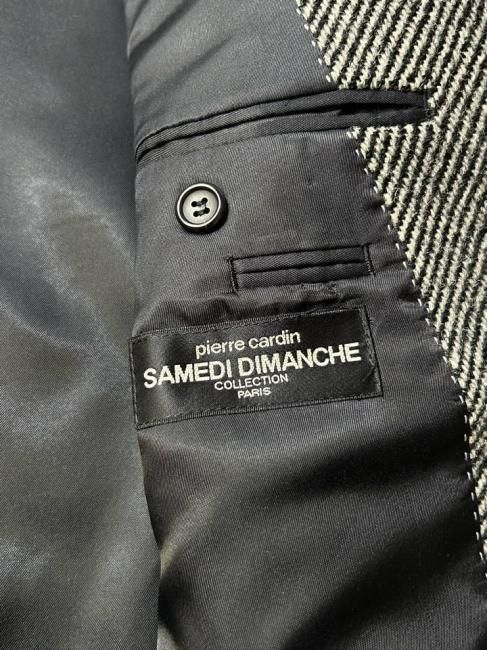 pierre cardin
SAMEDI DIMANCHE
COLLECTION
PARIS